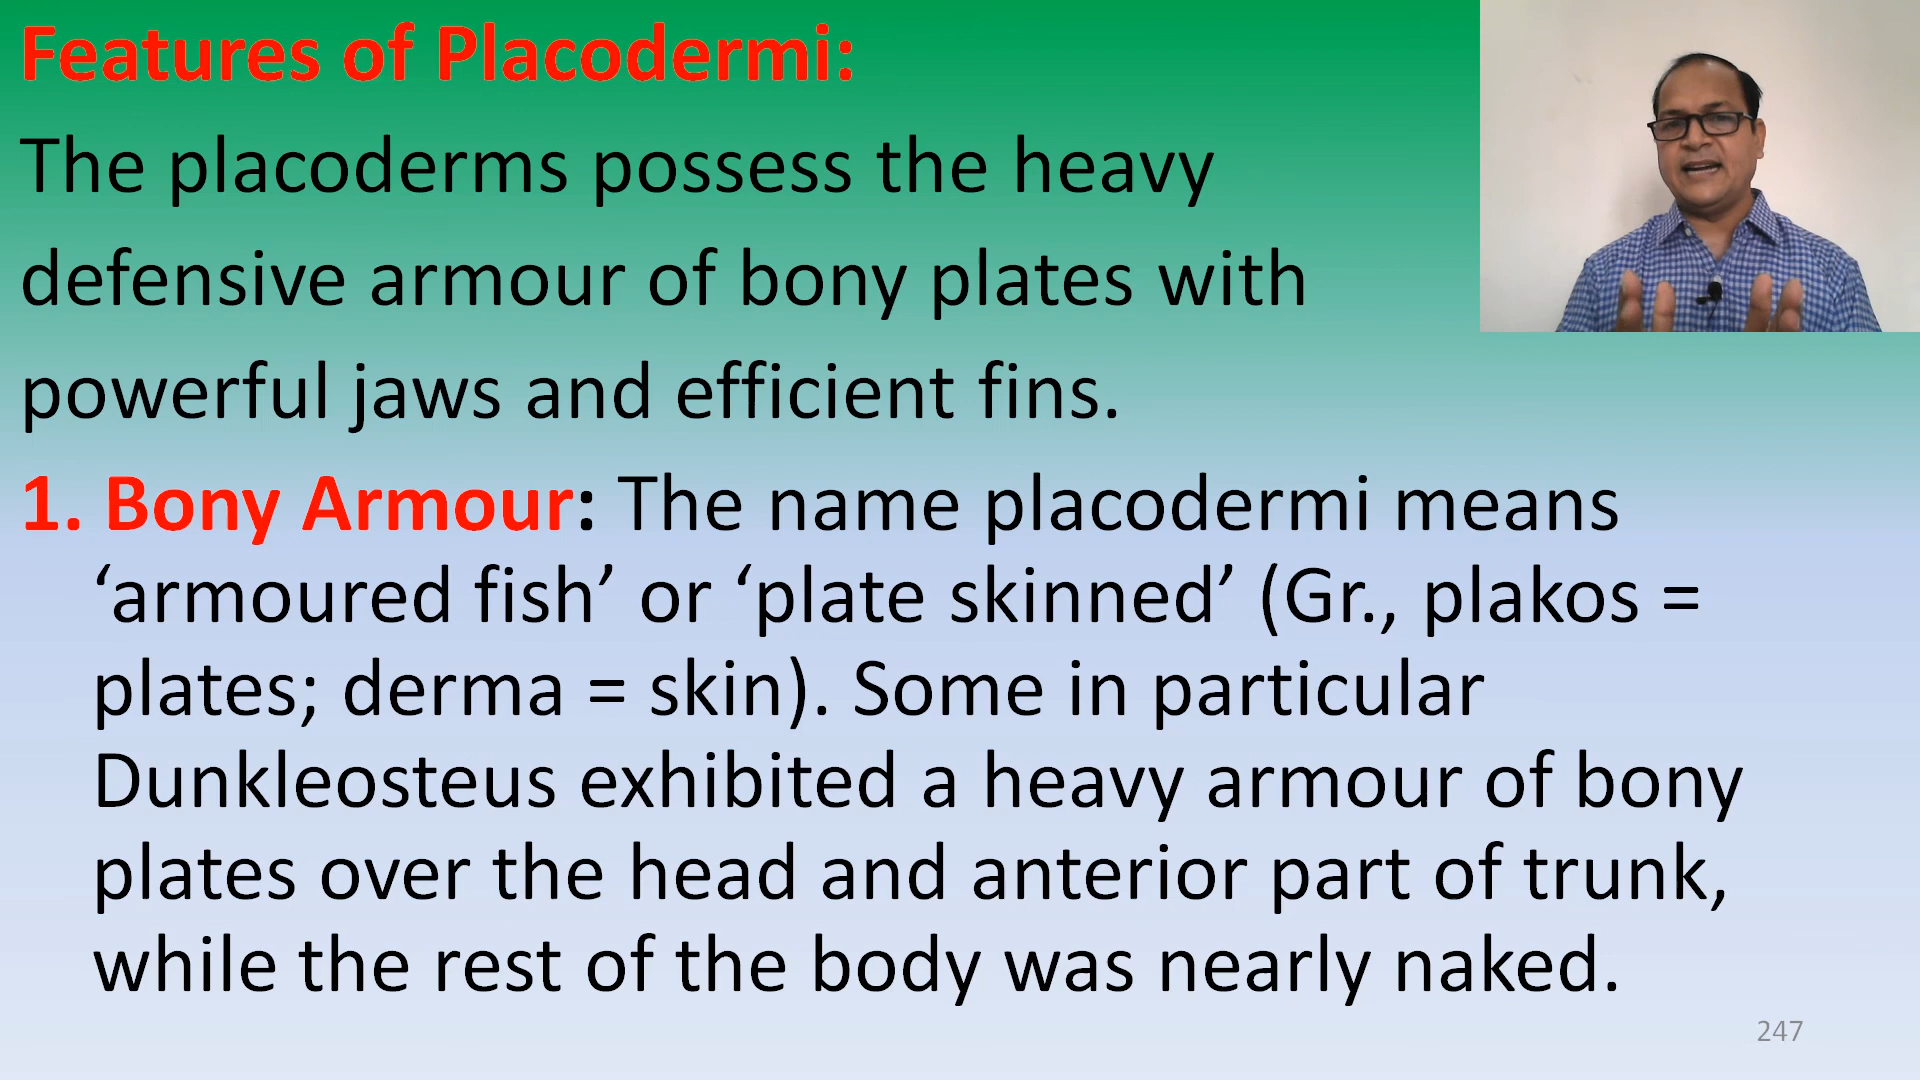 Features of Placodermi:
The placoderms possess the heavy
defensive armour of bony plates with
powerful jaws and efficient fins.
1. Bony Armour: The name placodermi means
‘armoured fish’ or ‘plate skinned’ (Gr., plakos =
plates; derma = skin). Some in particular
Dunkleosteus exhibited a heavy armour of bony
plates over the head and anterior part of trunk,
while the rest of the body was nearly naked.
247